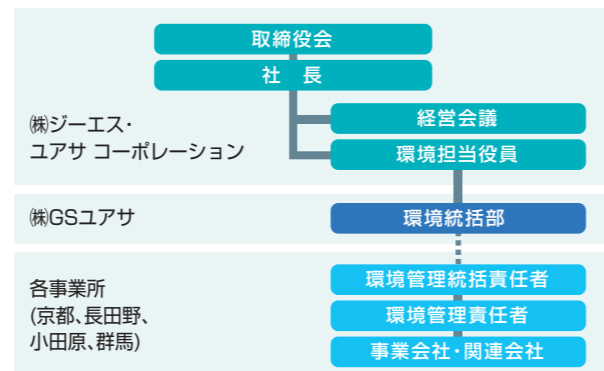 取締役会
社 長
㈱ジーエス・
ユアサ コーポレーション
経営会議
環境担当役員
㈱GSユアサ
環境統括部
各事業所
(京都、長田野、
小田原、群馬)
環境管理統括責任者
環境管理責任者
事業会社・関連会社